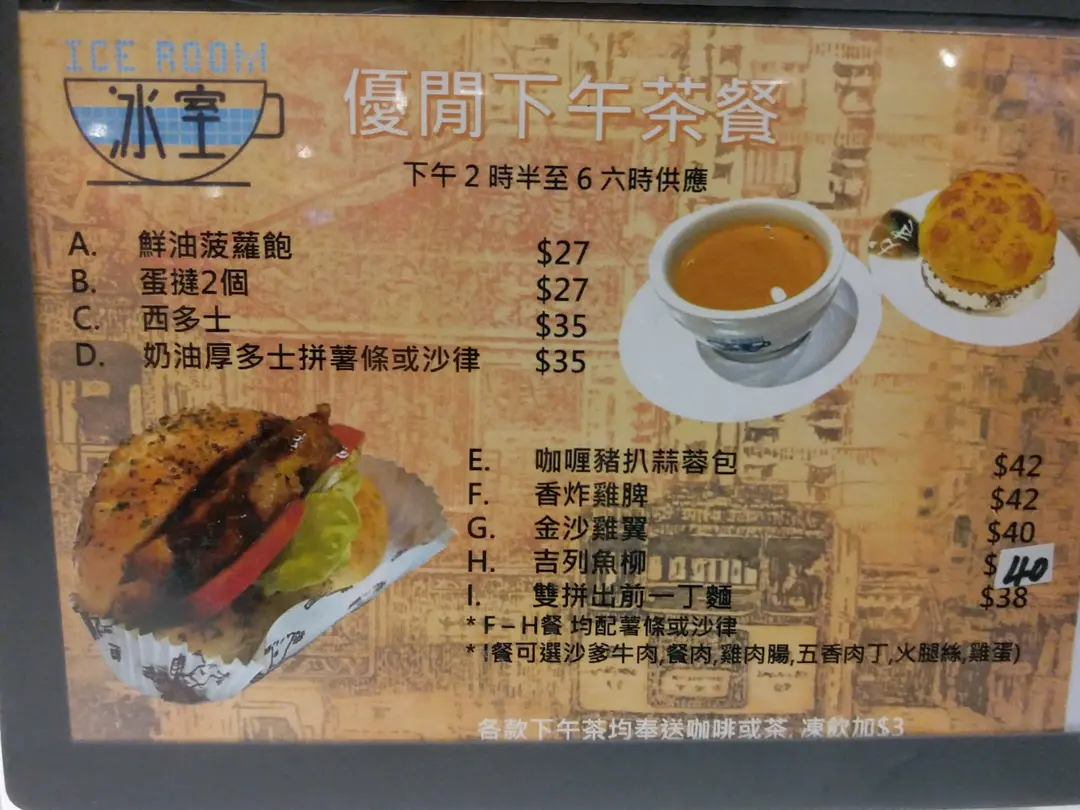 ICE ROOM
冰室
優閒下午茶餐
下午 2 時半至 6 六時供應
A. 鮮油菠蘿飽 $27
B. 蛋撻2個 $27
C. 西多士 $35
D. 奶油厚多士拼薯條或沙律 $35
E. 咖喱豬扒蒜蓉包 $42
F. 香炸雞脾 $42
G. 金沙雞翼 $40
H. 吉列魚柳 $40
I. 雙拼出前一丁麵 $38
* F – H餐 均配薯條或沙律
* I餐可選沙爹牛肉,餐肉,雞肉腸,五香肉丁,火腿絲,雞蛋)
各款下午茶均奉送咖啡或茶, 凍飲加$3